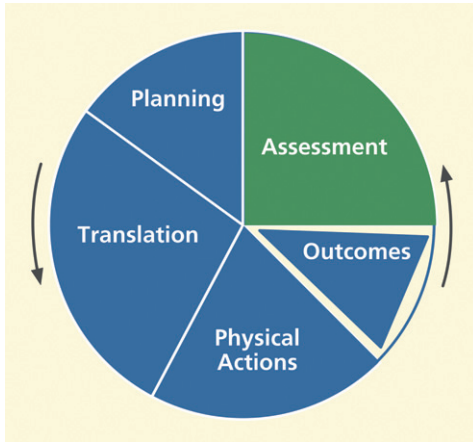 Planning
Assessment
Translation
Outcomes
Physical
Actions